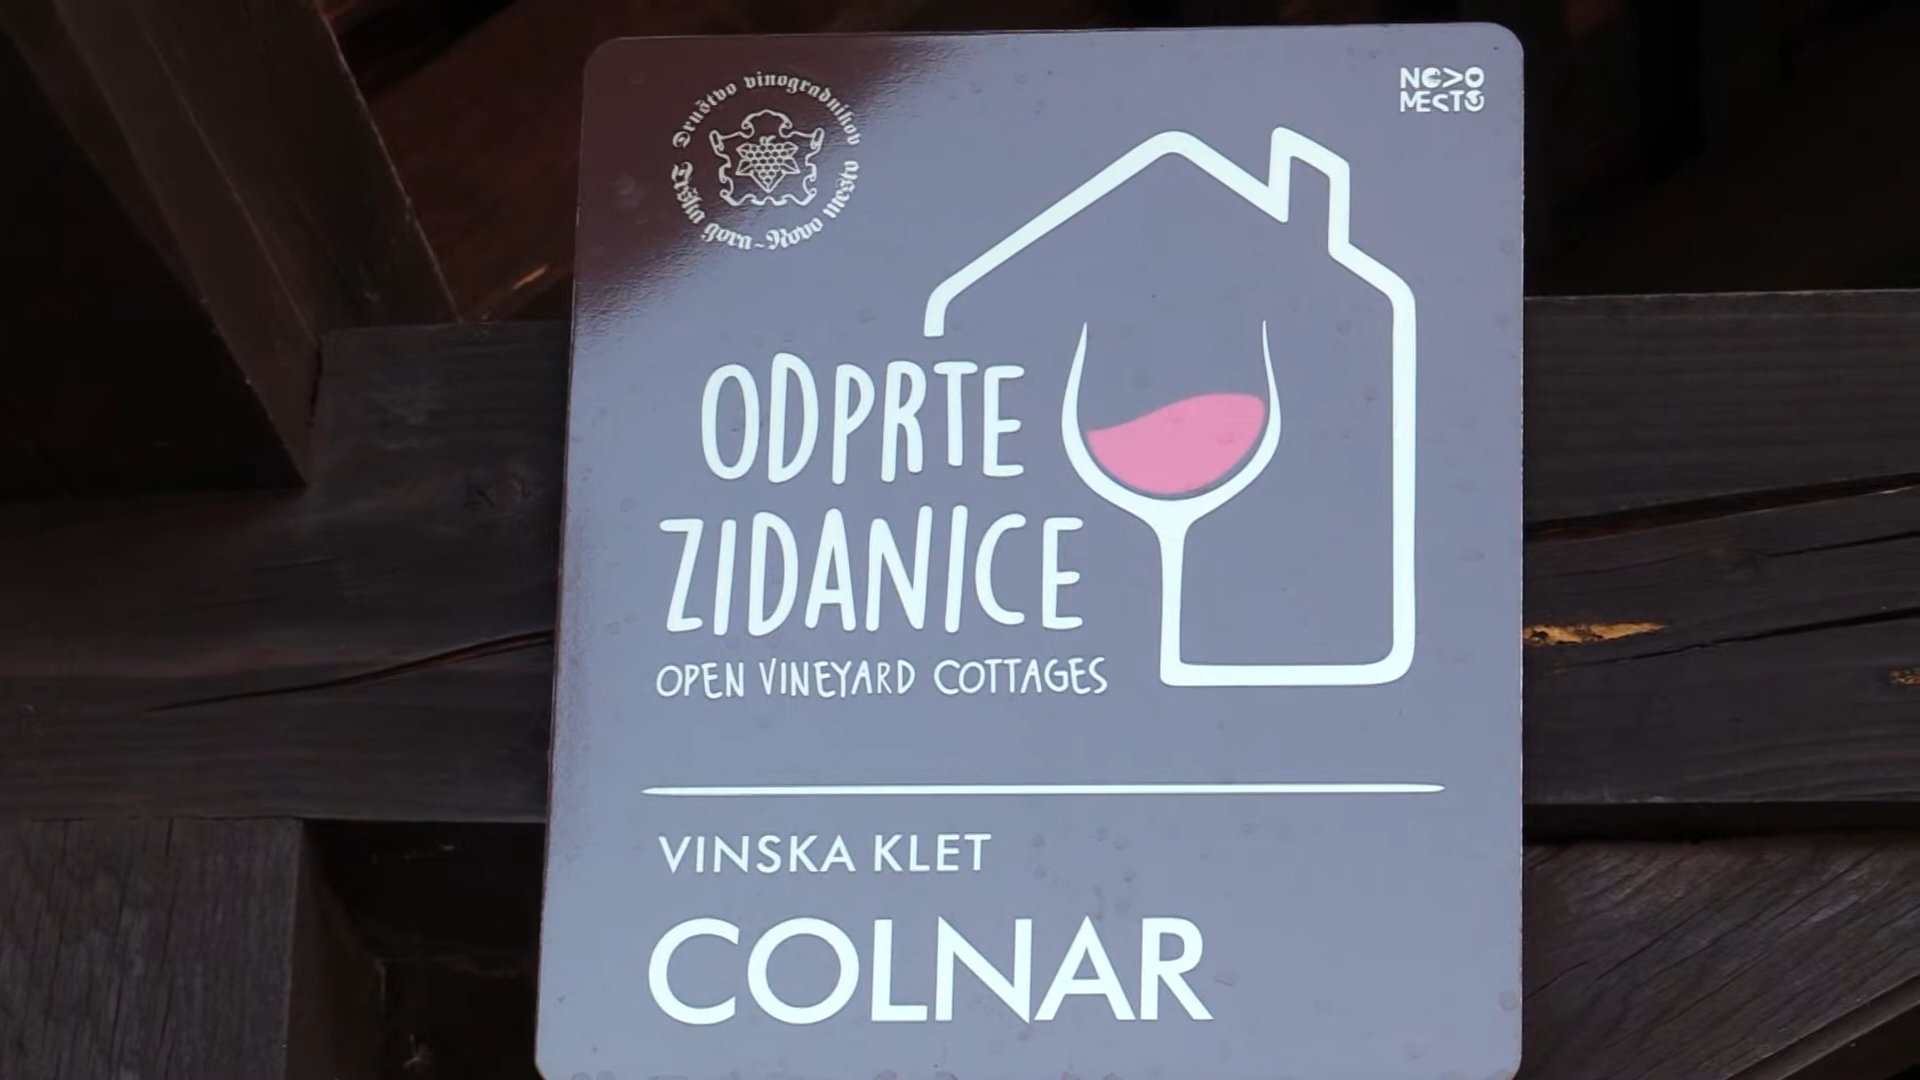 Društvo vinogradnikov
Trška gora ~ Novo mesto
NOVO
MESTO
ODPRTE
ZIDANICE
OPEN VINEYARD COTTAGES
VINSKA KLET
COLNAR